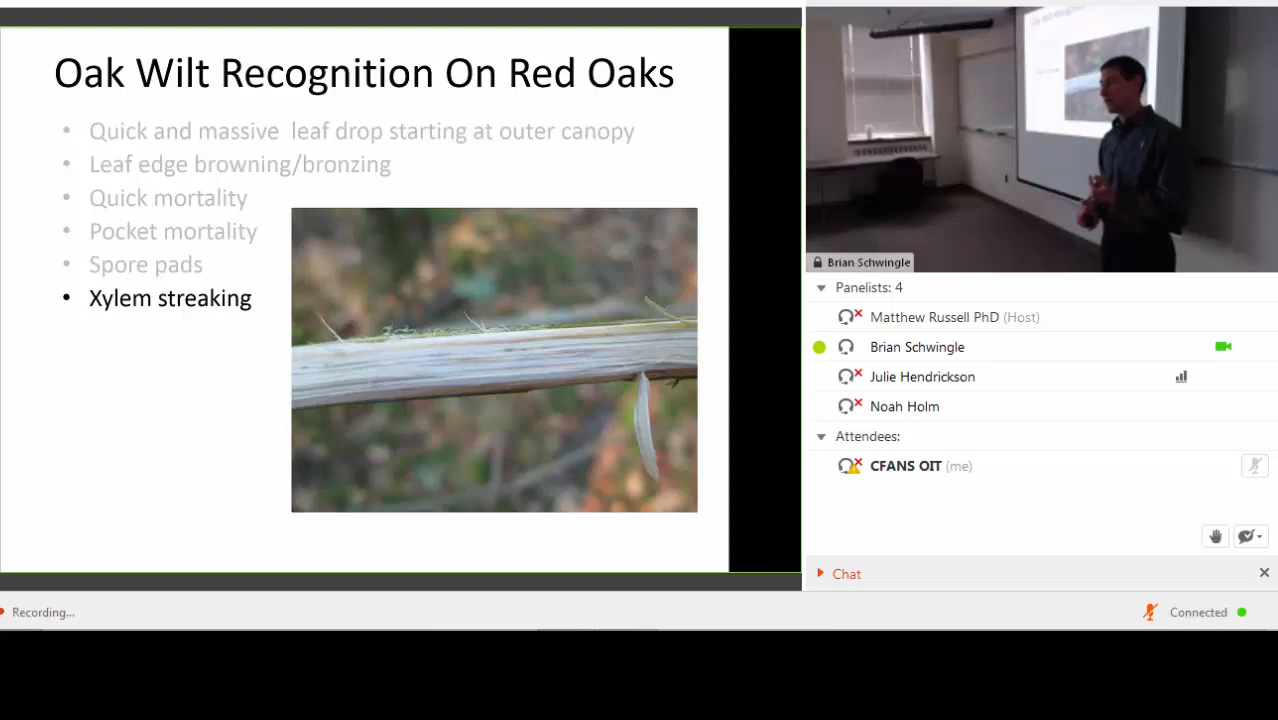 Oak Wilt Recognition On Red Oaks
• Quick and massive leaf drop starting at outer canopy
• Leaf edge browning/bronzing
• Quick mortality
• Pocket mortality
• Spore pads
• Xylem streaking
Brian Schwingle
Panelists: 4
Matthew Russell PhD (Host)
Brian Schwingle
Julie Hendrickson
Noah Holm
Attendees:
CFANS OIT (me)
Chat
Recording...
Connected